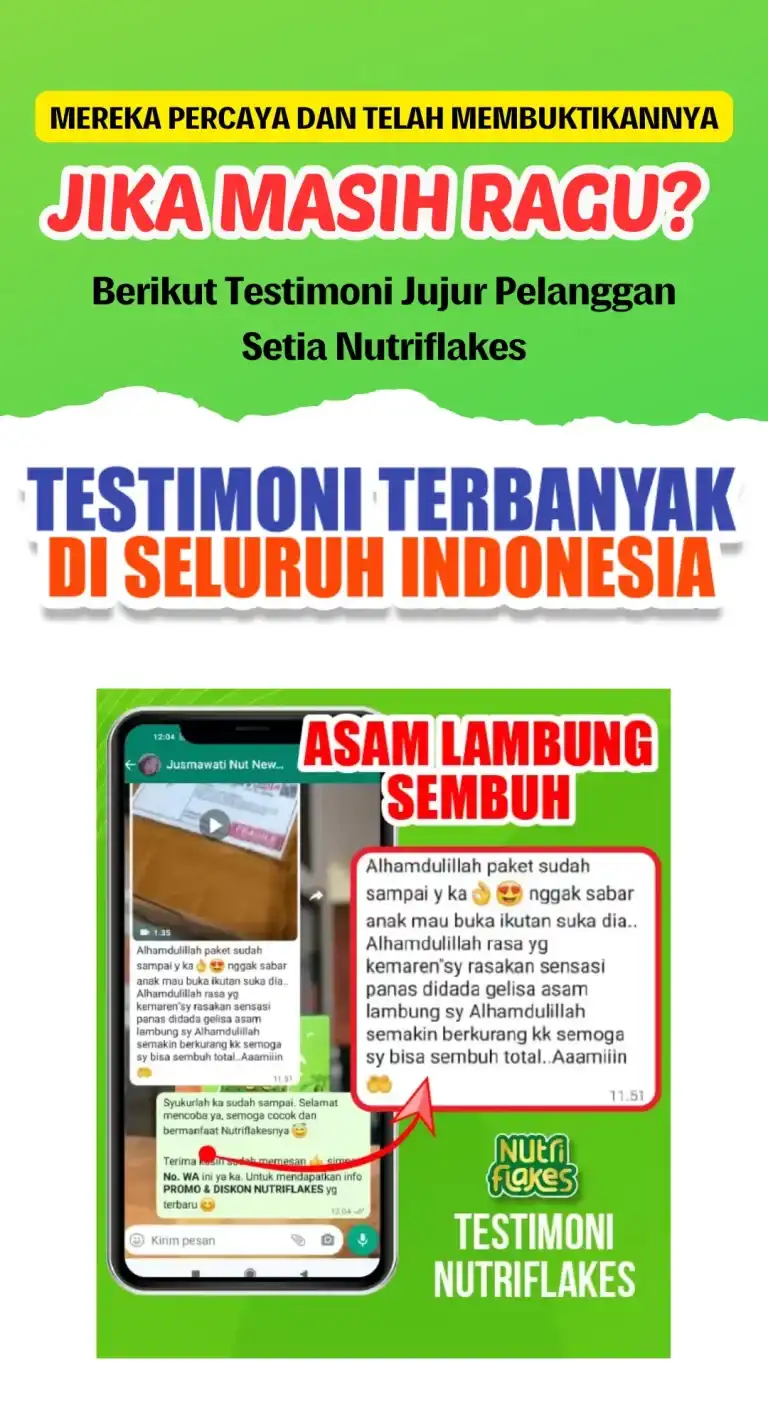 MEREKA PERCAYA DAN TELAH MEMBUKTIKANNYA
JIKA MASIH RAGU?
Berikut Testimoni Jujur Pelanggan
Setia Nutriflakes
TESTIMONI TERBANYAK
DI SELURUH INDONESIA
ASAM LAMBUNG
SEMBUH
12:04
Jusmawati Nut New...
FRAGILE
1.35
Alhamdulillah paket sudah
sampai y ka👌😍 nggak sabar
anak mau buka ikutan suka dia..
Alhamdulillah rasa yg
kemaren"sy rasakan sensasi
panas didada gelisa asam
lambung sy Alhamdulillah
semakin berkurang kk semoga
sy bisa sembuh total..Aaamiiin
🤲
11.51
Syukurlah ka sudah sampai. Selamat
mencoba ya, semoga cocok dan
bermanfaat Nutriflakesnya 😇
Terima kasih sudah memesan 👍 simpan
No. WA ini ya ka. Untuk mendapatkan info
PROMO & DISKON NUTRIFLAKES yg
terbaru 😊
12.04
Kirim pesan
Alhamdulillah paket sudah
sampai y ka👌😍 nggak sabar
anak mau buka ikutan suka dia..
Alhamdulillah rasa yg
kemaren"sy rasakan sensasi
panas didada gelisa asam
lambung sy Alhamdulillah
semakin berkurang kk semoga
sy bisa sembuh total..Aaamiiin
🤲
11.51
Nutri
flakes
TESTIMONI
NUTRIFLAKES